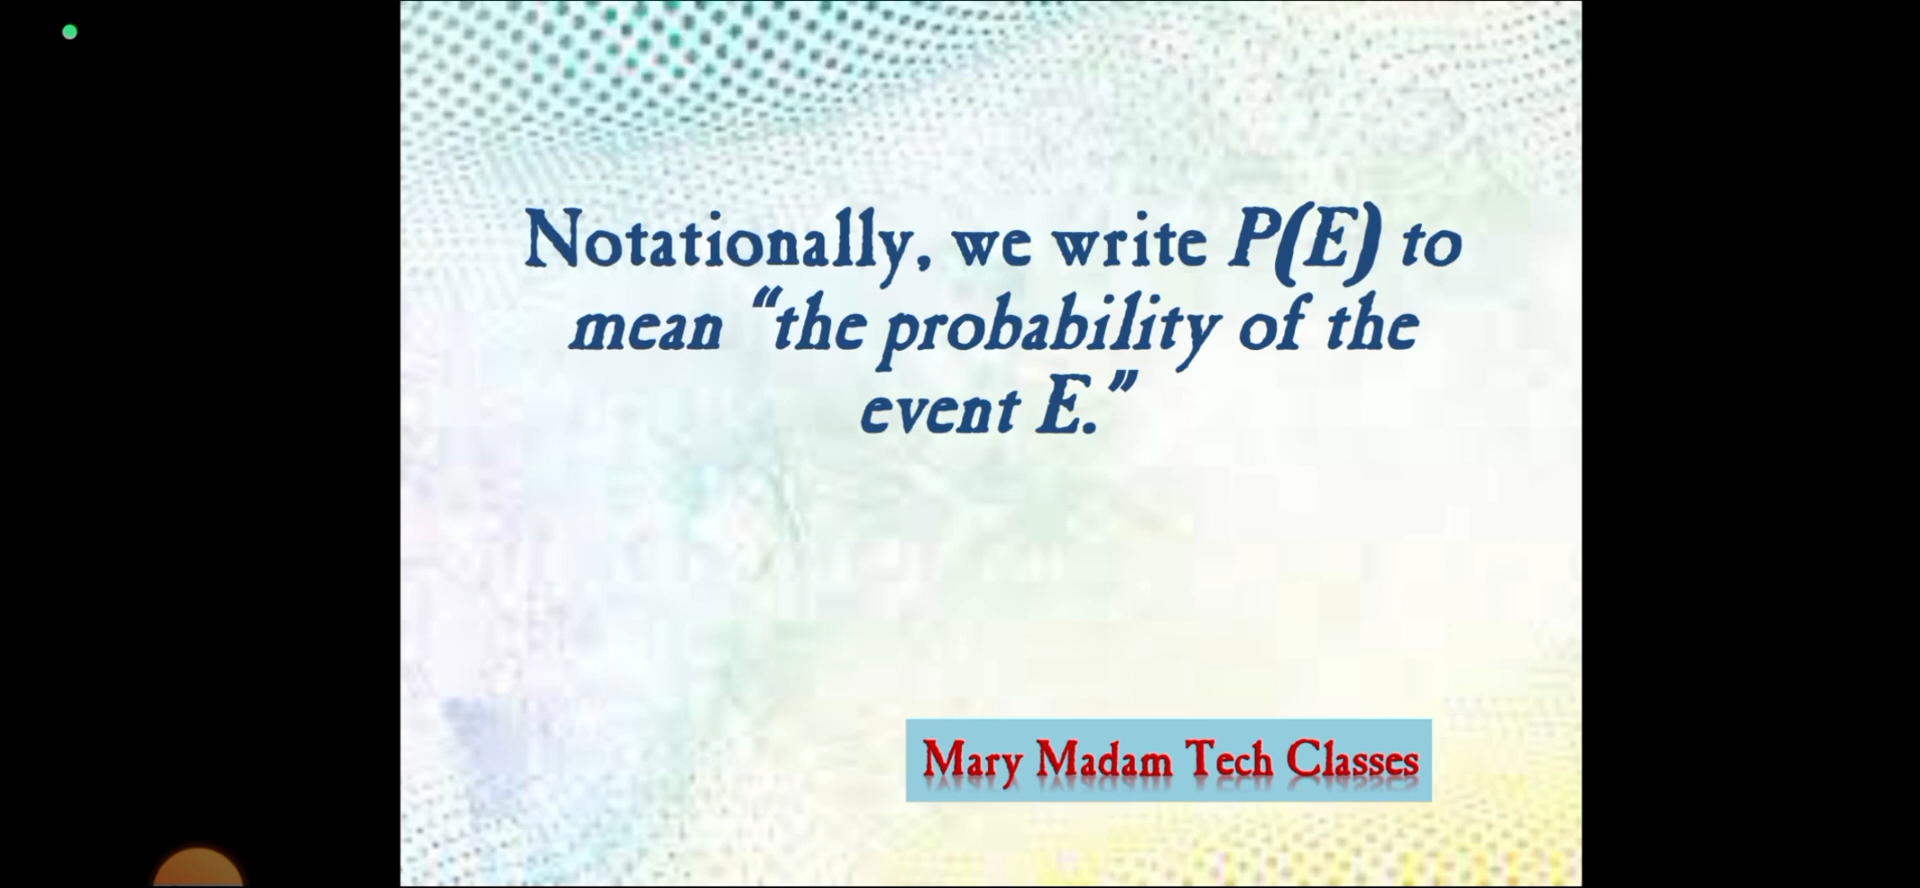 Notationally, we write P(E) to
mean “the probability of the
event E.”
Mary Madam Tech Classes